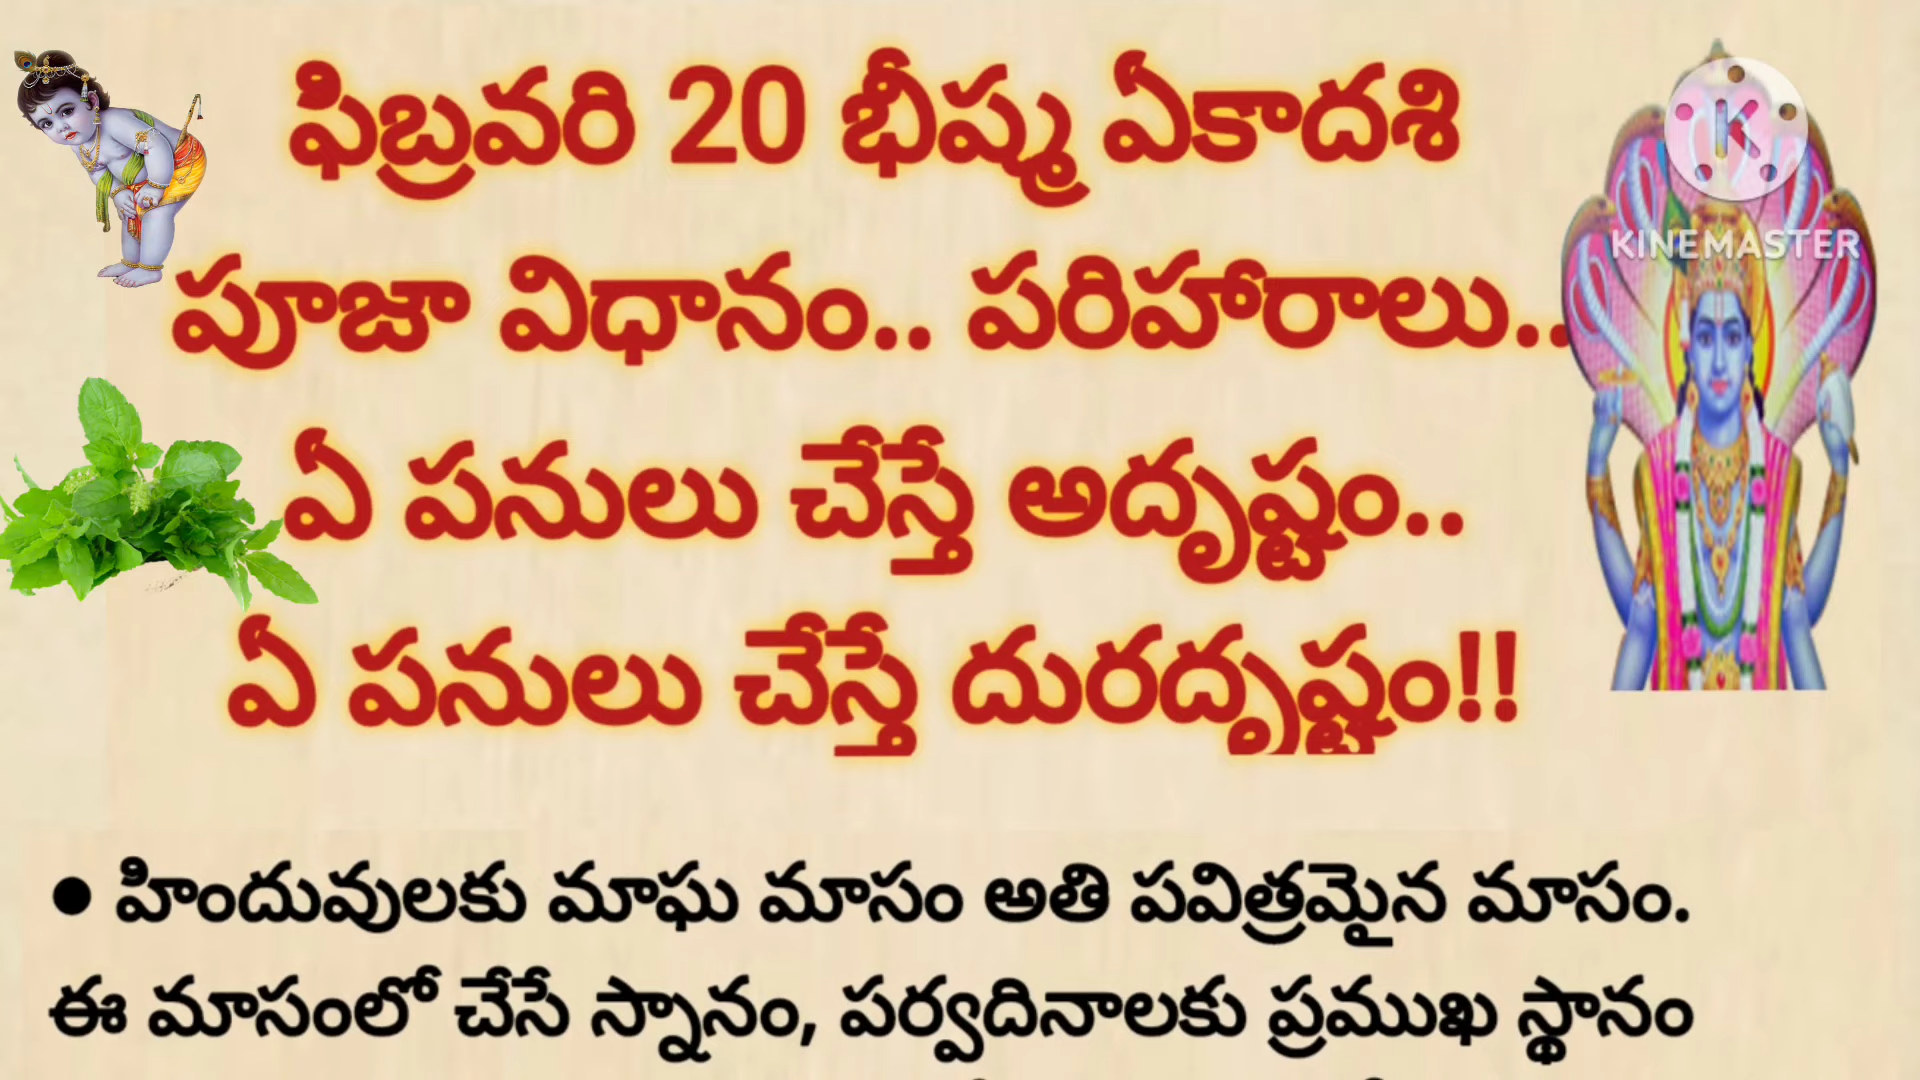 ఫిబ్రవరి 20 భీష్మ ఏకాదశి
పూజా విధానం.. పరిహారాలు..
ఏ పనులు చేస్తే అదృష్టం..
ఏ పనులు చేస్తే దురదృష్టం!!
K
KINEMASTER
• హిందువులకు మాఘ మాసం అతి పవిత్రమైన మాసం.
ఈ మాసంలో చేసే స్నానం, పర్వదినాలకు ప్రముఖ స్థానం